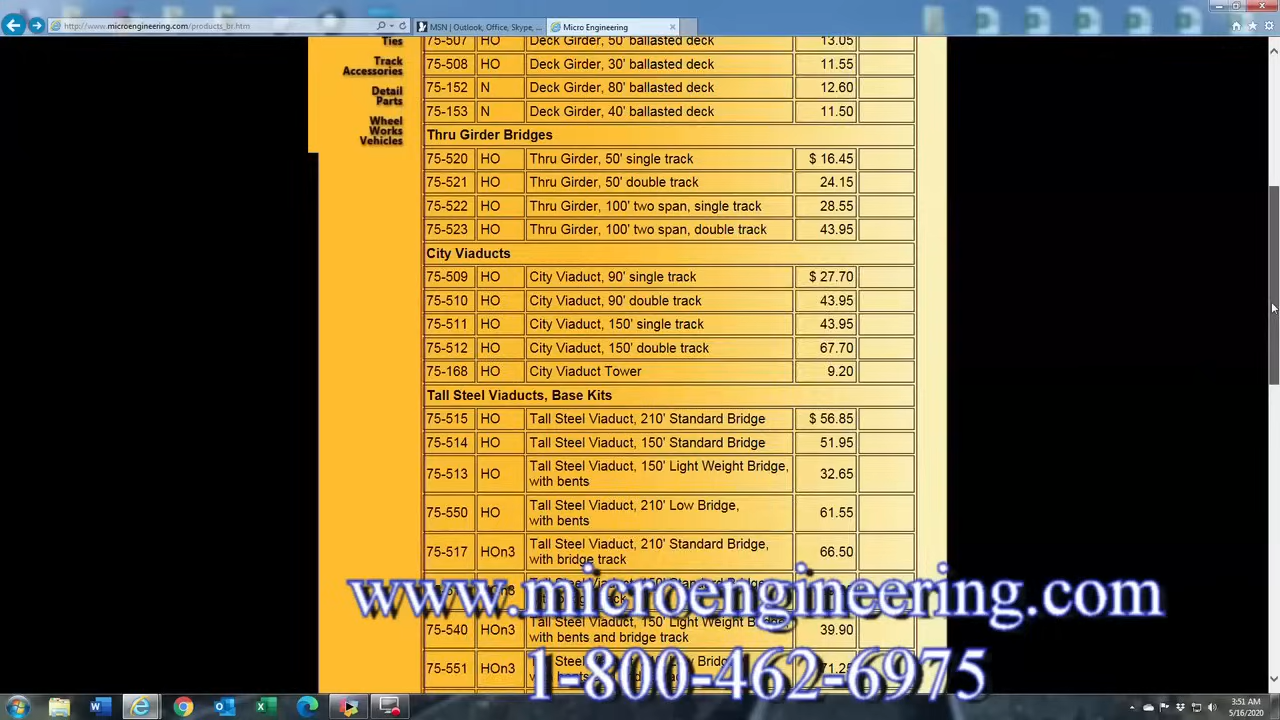 http://www.microengineering.com/products_br.htm
MSN | Outlook, Office, Skype, ...
Micro Engineering
Ties
Track
Accessories
Detail
Parts
Wheel
Works
Vehicles
75-507 HO Deck Girder, 50' ballasted deck 13.05
75-508 HO Deck Girder, 30' ballasted deck 11.55
75-152 N Deck Girder, 80' ballasted deck 12.60
75-153 N Deck Girder, 40' ballasted deck 11.50
Thru Girder Bridges
75-520 HO Thru Girder, 50' single track $ 16.45
75-521 HO Thru Girder, 50' double track 24.15
75-522 HO Thru Girder, 100' two span, single track 28.55
75-523 HO Thru Girder, 100' two span, double track 43.95
City Viaducts
75-509 HO City Viaduct, 90' single track $ 27.70
75-510 HO City Viaduct, 90' double track 43.95
75-511 HO City Viaduct, 150' single track 43.95
75-512 HO City Viaduct, 150' double track 67.70
75-168 HO City Viaduct Tower 9.20
Tall Steel Viaducts, Base Kits
75-515 HO Tall Steel Viaduct, 210' Standard Bridge $ 56.85
75-514 HO Tall Steel Viaduct, 150' Standard Bridge 51.95
75-513 HO Tall Steel Viaduct, 150' Light Weight Bridge, 32.65
with bents
75-550 HO Tall Steel Viaduct, 210' Low Bridge, 61.55
with bents
75-517 HOn3 Tall Steel Viaduct, 210' Standard Bridge, 66.50
with bridge track
www.microengineering.com
75-540 HOn3 Tall Steel Viaduct, 150' Light Weight Bridge, 39.90
with bents and bridge track
75-551 HOn3
1-800-462-6975
3:51 AM
5/16/2020